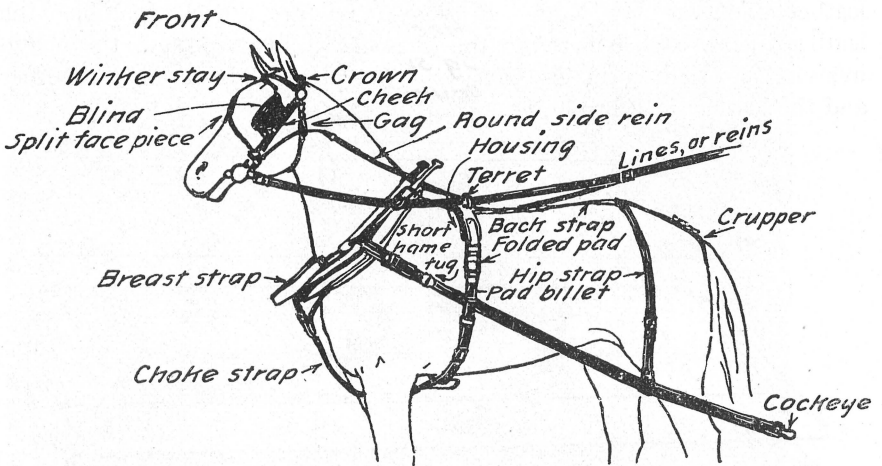 Front
Winker stay
Crown
Cheek
Blind
Gag
Split face piece
Round side rein
Housing
Lines, or reins
Terret
Crupper
Short
hame
tug
Back strap
Folded pad
Breast strap
Hip strap
Pad billet
Choke strap
Cockeye